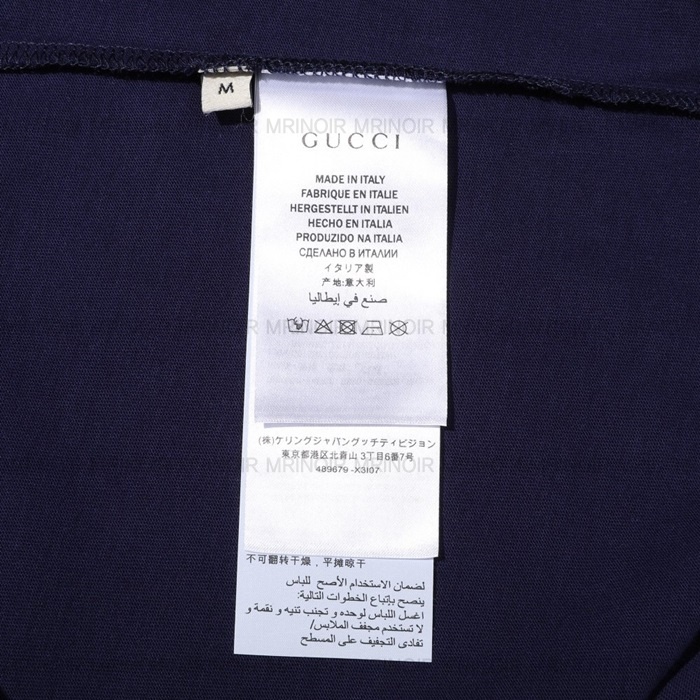 M
MRINOIR MRINOIR
GUCCI
MADE IN ITALY
FABRIQUE EN ITALIE
HERGESTELLT IN ITALIEN
HECHO EN ITALIA
PRODUZIDO NA ITALIA
СДЕЛАНО В ИТАЛИИ
イタリア製
产地:意大利
صنع في إيطاليا
(株)ケリングジャパングッチディビジョン
東京都港区北青山3丁目6番7号
489679 -X3I07
不可翻转干燥，平摊晾干
لضمان الاستخدام الأصح للباس
ينصح بإتباع الخطوات التالية:
اغسل اللباس لوحده و تجنب تنيه و نقمة و
لا تستخدم مجفف الملابس/
تفادى التجفيف على المسطح